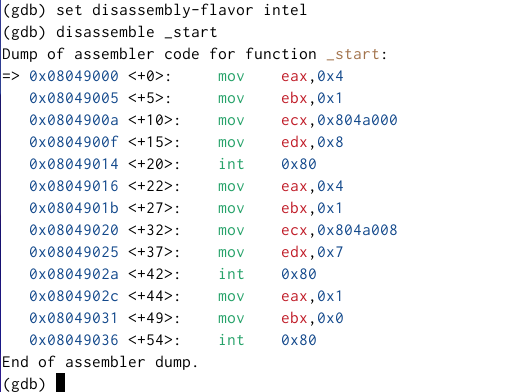 (gdb) set disassembly-flavor intel
(gdb) disassemble _start
Dump of assembler code for function _start:
=> 0x08049000 <+0>:     mov    eax,0x4
   0x08049005 <+5>:     mov    ebx,0x1
   0x0804900a <+10>:    mov    ecx,0x804a000
   0x0804900f <+15>:    mov    edx,0x8
   0x08049014 <+20>:    int    0x80
   0x08049016 <+22>:    mov    eax,0x4
   0x0804901b <+27>:    mov    ebx,0x1
   0x08049020 <+32>:    mov    ecx,0x804a008
   0x08049025 <+37>:    mov    edx,0x7
   0x0804902a <+42>:    int    0x80
   0x0804902c <+44>:    mov    eax,0x1
   0x08049031 <+49>:    mov    ebx,0x0
   0x08049036 <+54>:    int    0x80
End of assembler dump.
(gdb)